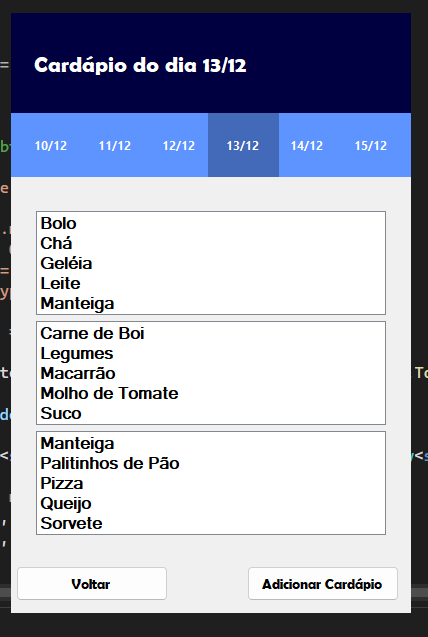 Cardápio do dia 13/12
10/12 11/12 12/12 13/12 14/12 15/12
Bolo
Chá
Geléia
Leite
Manteiga
Carne de Boi
Legumes
Macarrão
Molho de Tomate
Suco
Manteiga
Palitinhos de Pão
Pizza
Queijo
Sorvete
Voltar Adicionar Cardápio